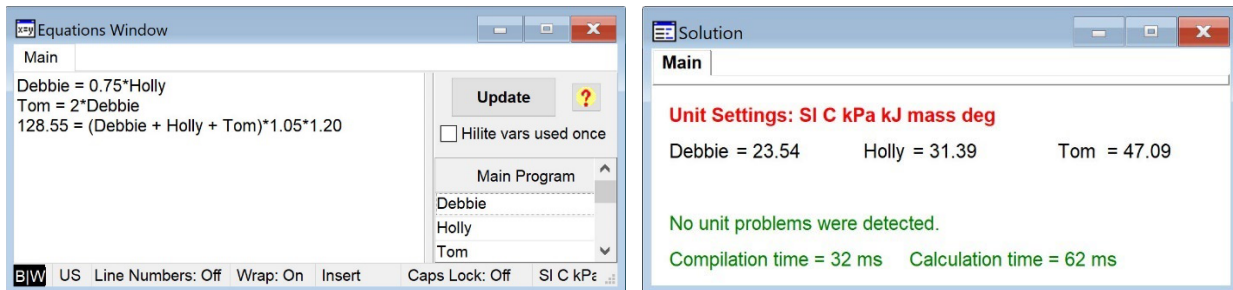 x=y Equations Window
Main
Debbie = 0.75*Holly
Tom = 2*Debbie
128.55 = (Debbie + Holly + Tom)*1.05*1.20
Update ?
Hilite vars used once
Main Program
Debbie
Holly
Tom
B|W US Line Numbers: Off Wrap: On Insert Caps Lock: Off SI C kPa
Solution
Main
Unit Settings: SI C kPa kJ mass deg
Debbie = 23.54 Holly = 31.39 Tom = 47.09
No unit problems were detected.
Compilation time = 32 ms Calculation time = 62 ms